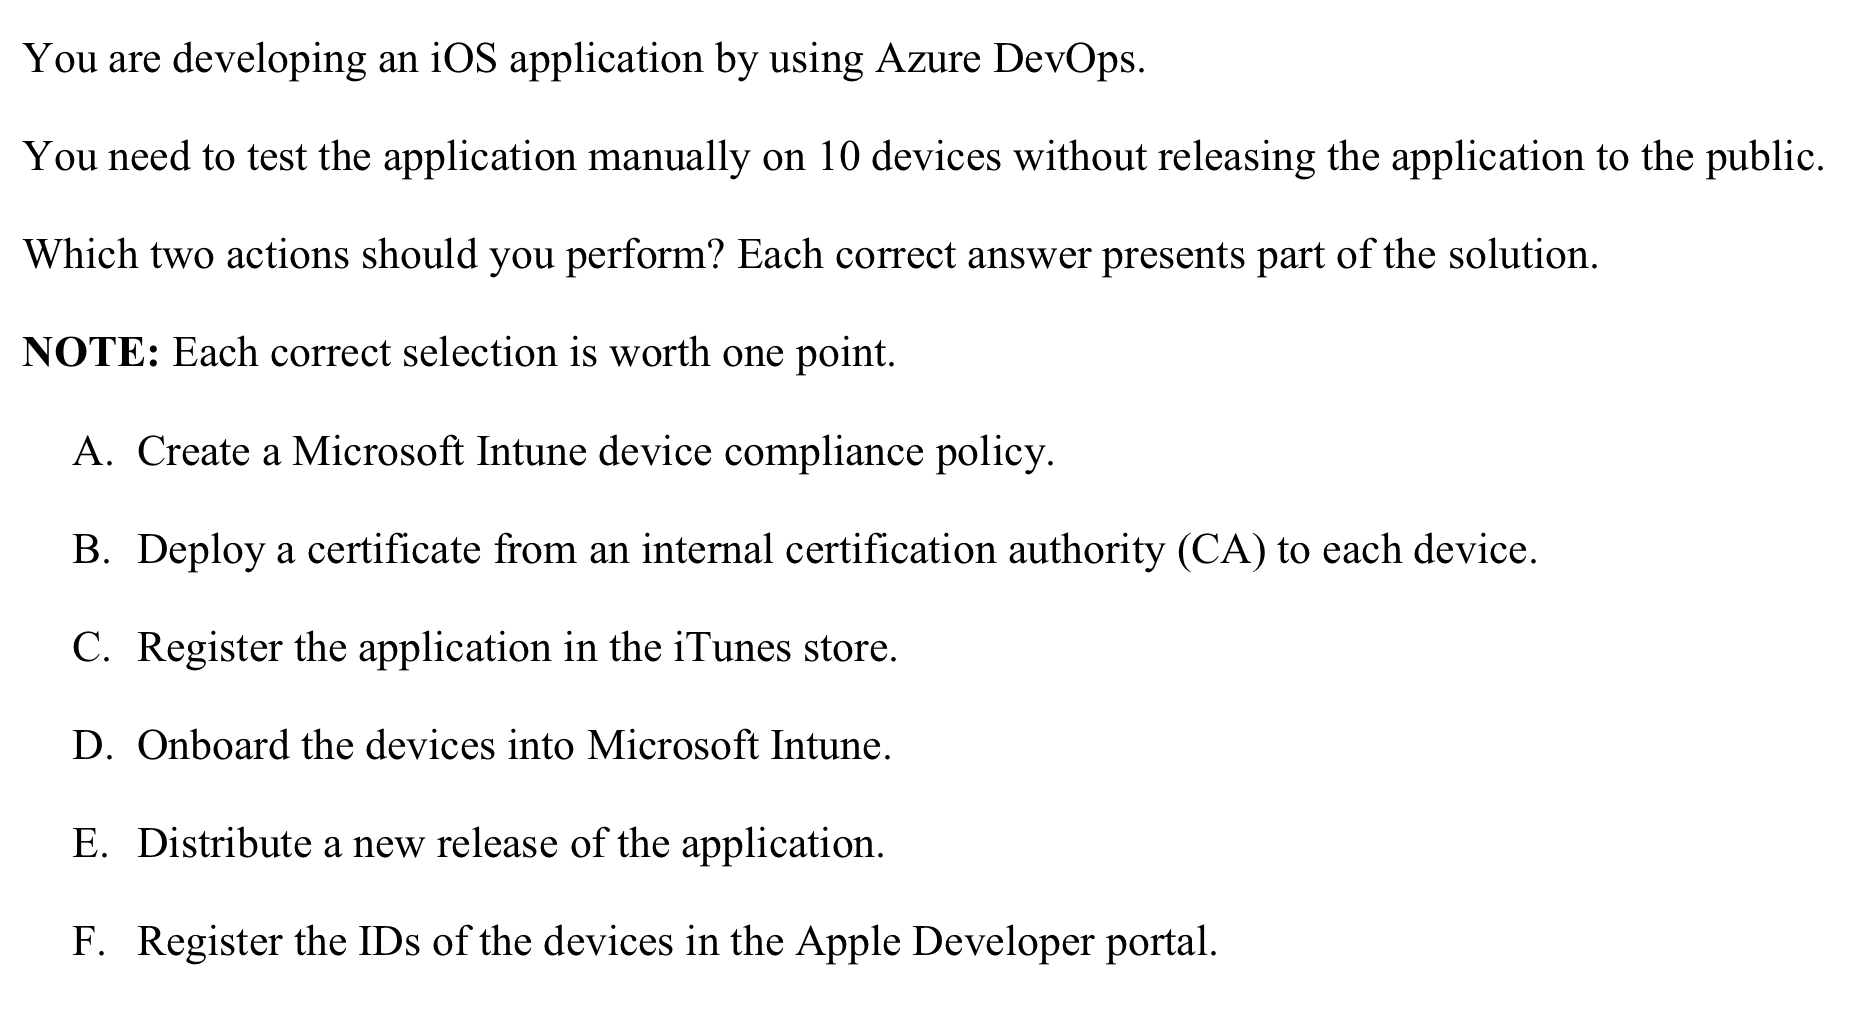 You are developing an iOS application by using Azure DevOps.
You need to test the application manually on 10 devices without releasing the application to the public.
Which two actions should you perform? Each correct answer presents part of the solution.
NOTE: Each correct selection is worth one point.
A. Create a Microsoft Intune device compliance policy.
B. Deploy a certificate from an internal certification authority (CA) to each device.
C. Register the application in the iTunes store.
D. Onboard the devices into Microsoft Intune.
E. Distribute a new release of the application.
F. Register the IDs of the devices in the Apple Developer portal.